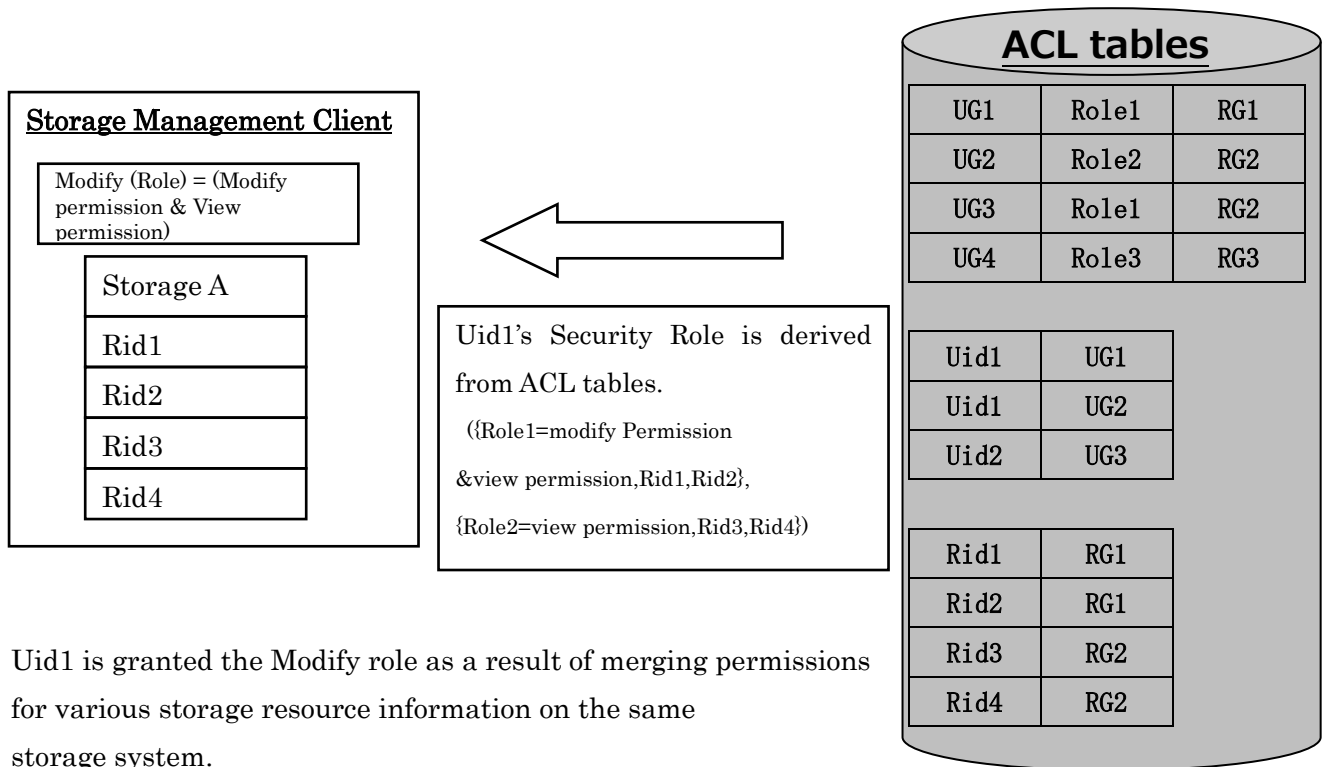 ACL tables
UG1 Role1 RG1
UG2 Role2 RG2
UG3 Role1 RG2
UG4 Role3 RG3
Uid1 UG1
Uid1 UG2
Uid2 UG3
Rid1 RG1
Rid2 RG1
Rid3 RG2
Rid4 RG2
Storage Management Client
Modify (Role) = (Modify
permission & View
permission)
Storage A
Rid1
Rid2
Rid3
Rid4
Uid1’s Security Role is derived
from ACL tables.
({Role1=modify Permission
&view permission,Rid1,Rid2},
{Role2=view permission,Rid3,Rid4})
Uid1 is granted the Modify role as a result of merging permissions
for various storage resource information on the same
storage system.